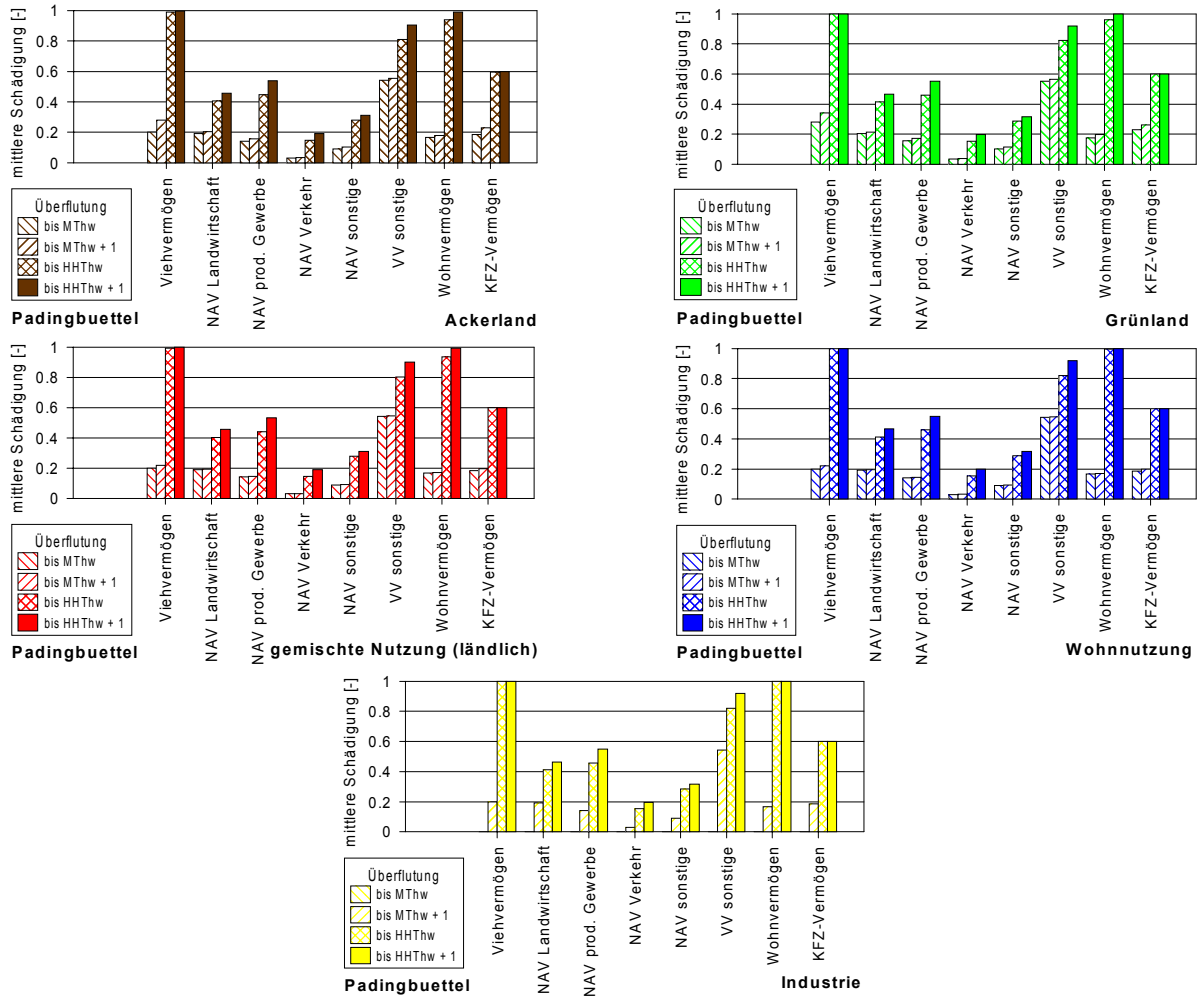 mittlere Schädigung [-]
1
0.8
0.6
0.4
0.2
0
Viehvermögen
NAV Landwirtschaft
NAV prod. Gewerbe
NAV Verkehr
NAV sonstige
VV sonstige
Wohnvermögen
KFZ-Vermögen
Überflutung
bis MThw
bis MThw + 1
bis HHThw
bis HHThw + 1
Padingbuettel
Ackerland
mittlere Schädigung [-]
1
0.8
0.6
0.4
0.2
0
Viehvermögen
NAV Landwirtschaft
NAV prod. Gewerbe
NAV Verkehr
NAV sonstige
VV sonstige
Wohnvermögen
KFZ-Vermögen
Überflutung
bis MThw
bis MThw + 1
bis HHThw
bis HHThw + 1
Padingbuettel
Grünland
mittlere Schädigung [-]
1
0.8
0.6
0.4
0.2
0
Viehvermögen
NAV Landwirtschaft
NAV prod. Gewerbe
NAV Verkehr
NAV sonstige
VV sonstige
Wohnvermögen
KFZ-Vermögen
Überflutung
bis MThw
bis MThw + 1
bis HHThw
bis HHThw + 1
Padingbuettel
gemischte Nutzung (ländlich)
mittlere Schädigung [-]
1
0.8
0.6
0.4
0.2
0
Viehvermögen
NAV Landwirtschaft
NAV prod. Gewerbe
NAV Verkehr
NAV sonstige
VV sonstige
Wohnvermögen
KFZ-Vermögen
Überflutung
bis MThw
bis MThw + 1
bis HHThw
bis HHThw + 1
Padingbuettel
Wohnnutzung
mittlere Schädigung [-]
1
0.8
0.6
0.4
0.2
0
Viehvermögen
NAV Landwirtschaft
NAV prod. Gewerbe
NAV Verkehr
NAV sonstige
VV sonstige
Wohnvermögen
KFZ-Vermögen
Überflutung
bis MThw
bis MThw + 1
bis HHThw
bis HHThw + 1
Padingbuettel
Industrie